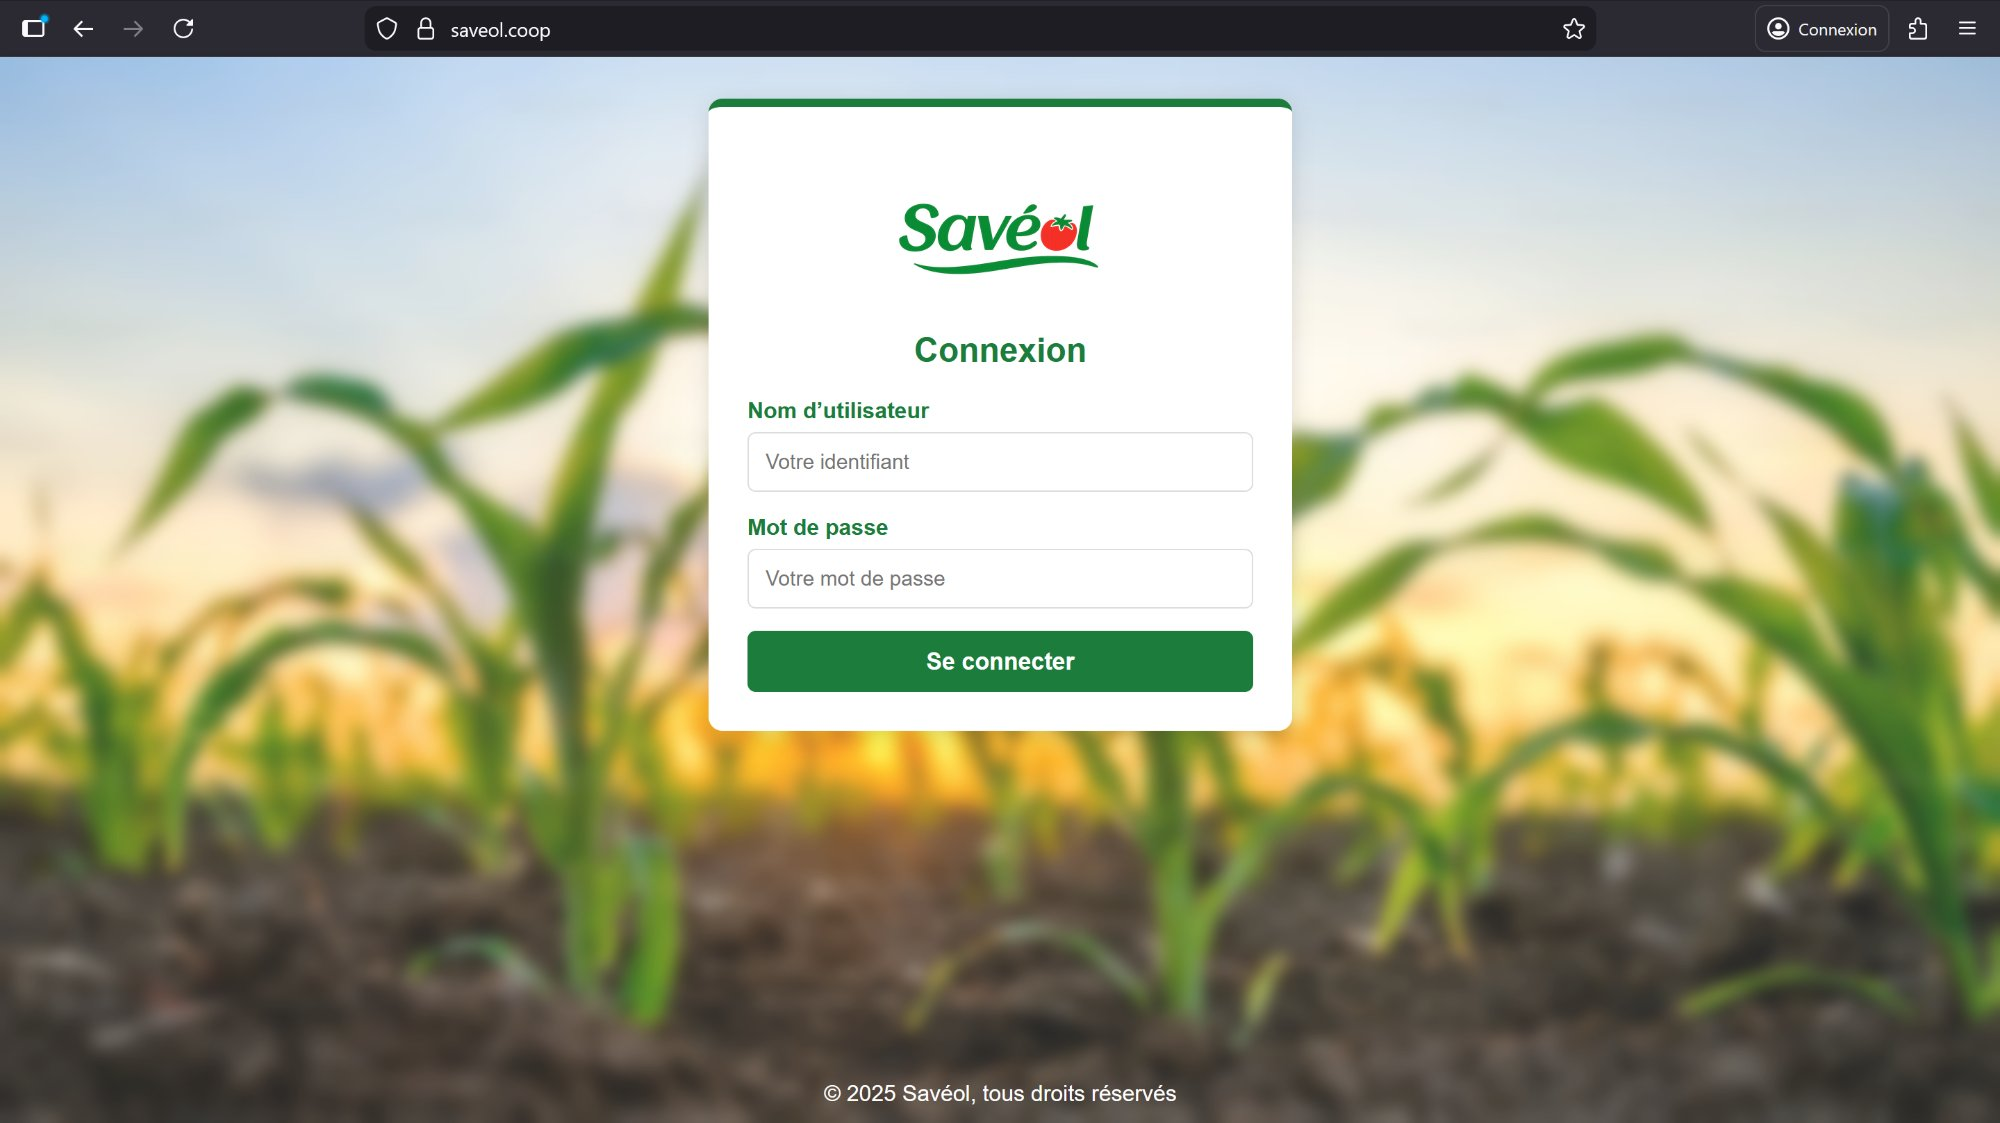 saveol.coop
Connexion
Savéol
Connexion
Nom d’utilisateur
Votre identifiant
Mot de passe
Votre mot de passe
Se connecter
© 2025 Savéol, tous droits réservés